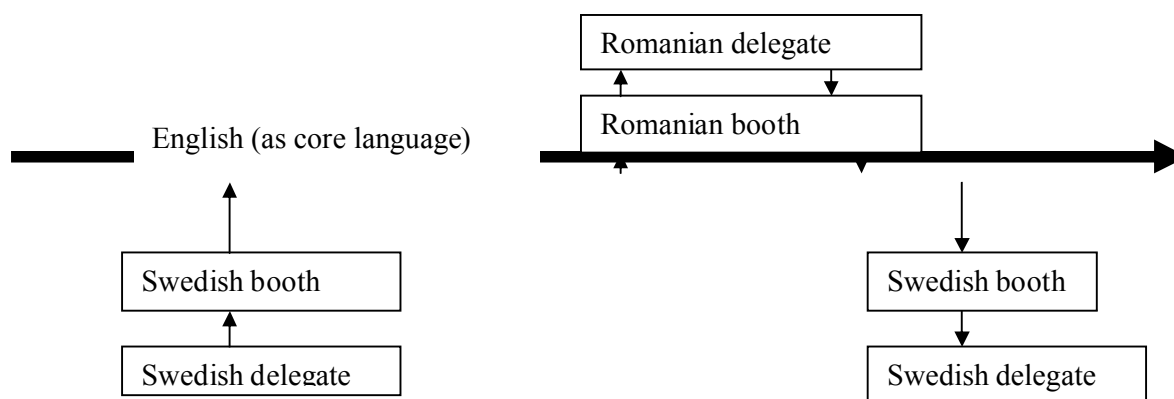 Romanian delegate
Romanian booth
English (as core language)
Swedish booth
Swedish booth
Swedish delegate
Swedish delegate